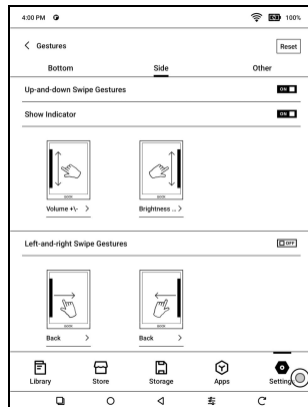 4:00 PM
100%
Gestures
Reset
Bottom Side Other
Up-and-down Swipe Gestures ON
Show Indicator ON
Volume +\- >
Brightness .. >
Left-and-right Swipe Gestures OFF
Back >
Back >
Library Store Storage Apps Setting